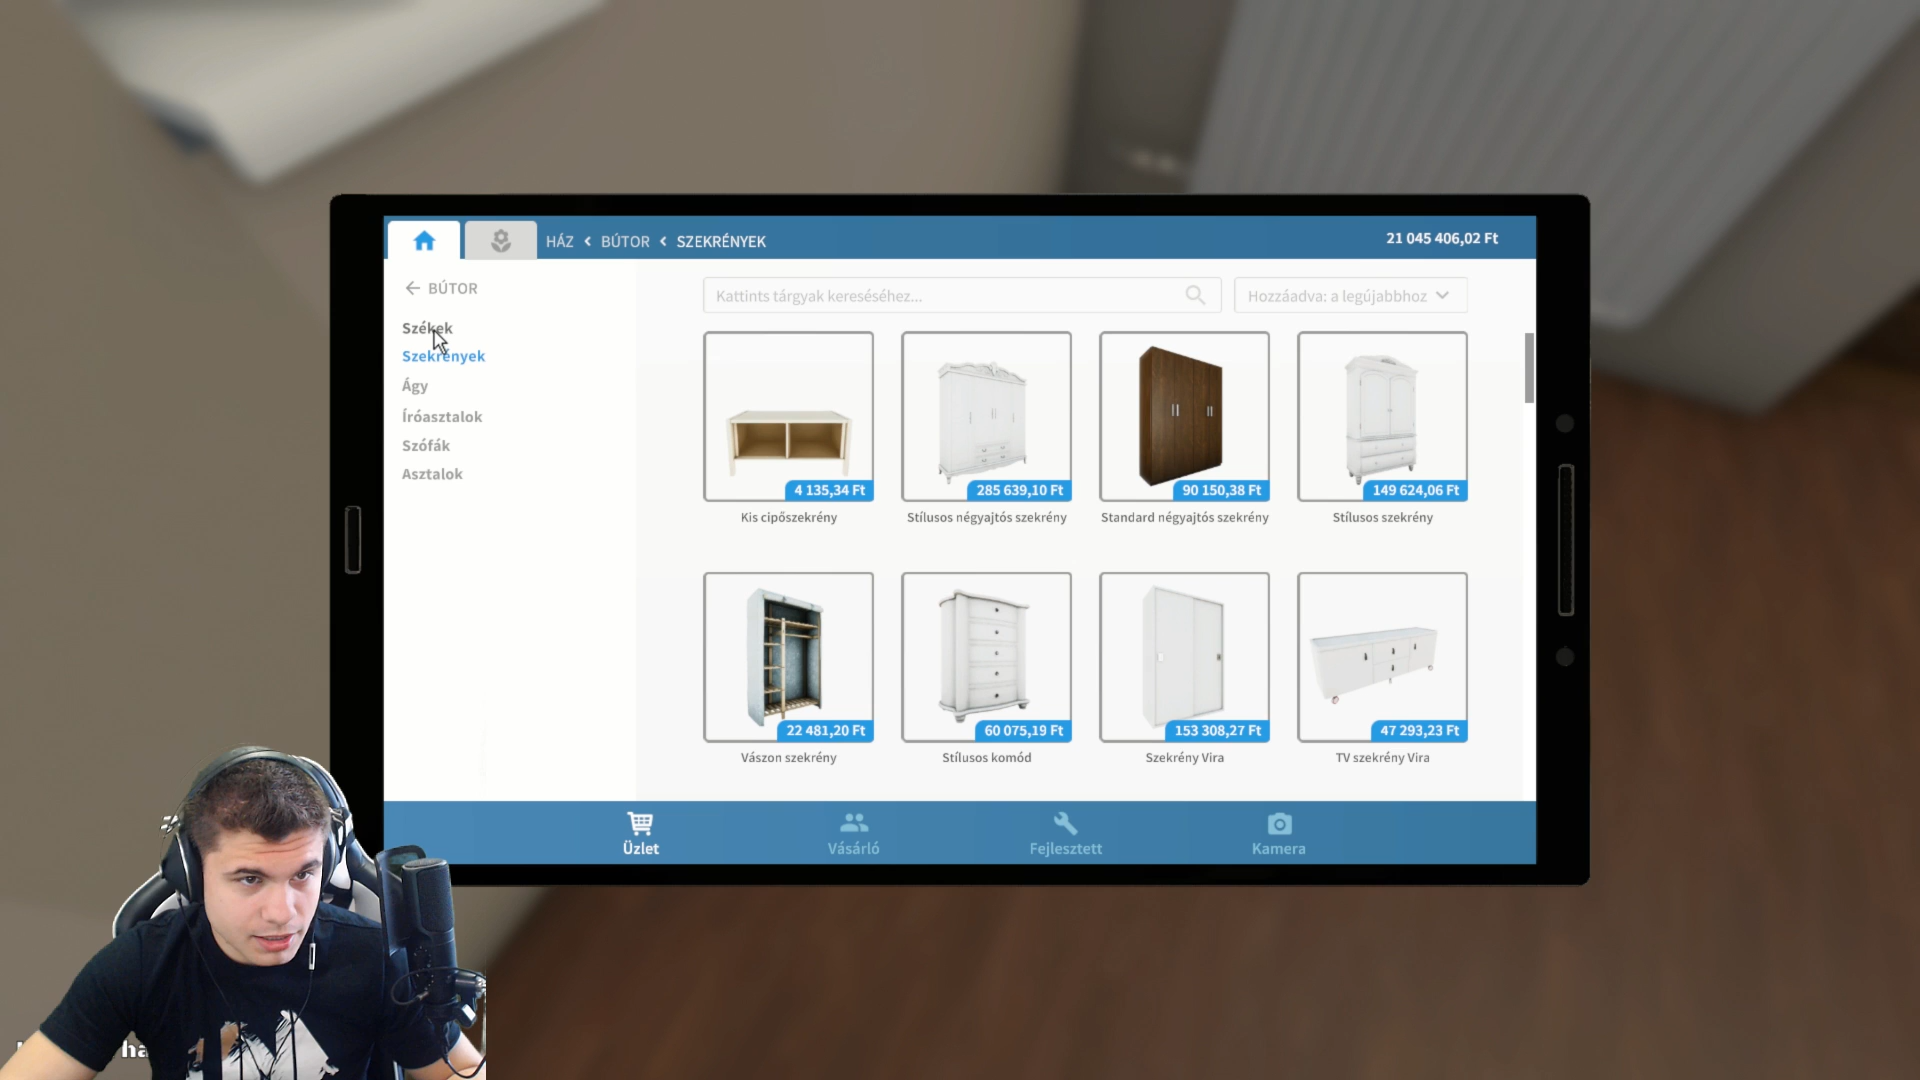 HÁZ < BÚTOR < SZEKRÉNYEK
21 045 406,02 Ft
BÚTOR
Kattints tárgyak kereséséhez...
Hozzáadva: a legújabbhoz
Székek
Szekrények
Ágy
Íróasztalok
Szófák
Asztalok
4 135,34 Ft
285 639,10 Ft
90 150,38 Ft
149 624,06 Ft
Kis cipőszekrény
Stílusos négyajtós szekrény
Standard négyajtós szekrény
Stílusos szekrény
22 481,20 Ft
60 075,19 Ft
153 308,27 Ft
47 293,23 Ft
Vászon szekrény
Stílusos komód
Szekrény Vira
TV szekrény Vira
Üzlet
Vásárló
Fejlesztett
Kamera